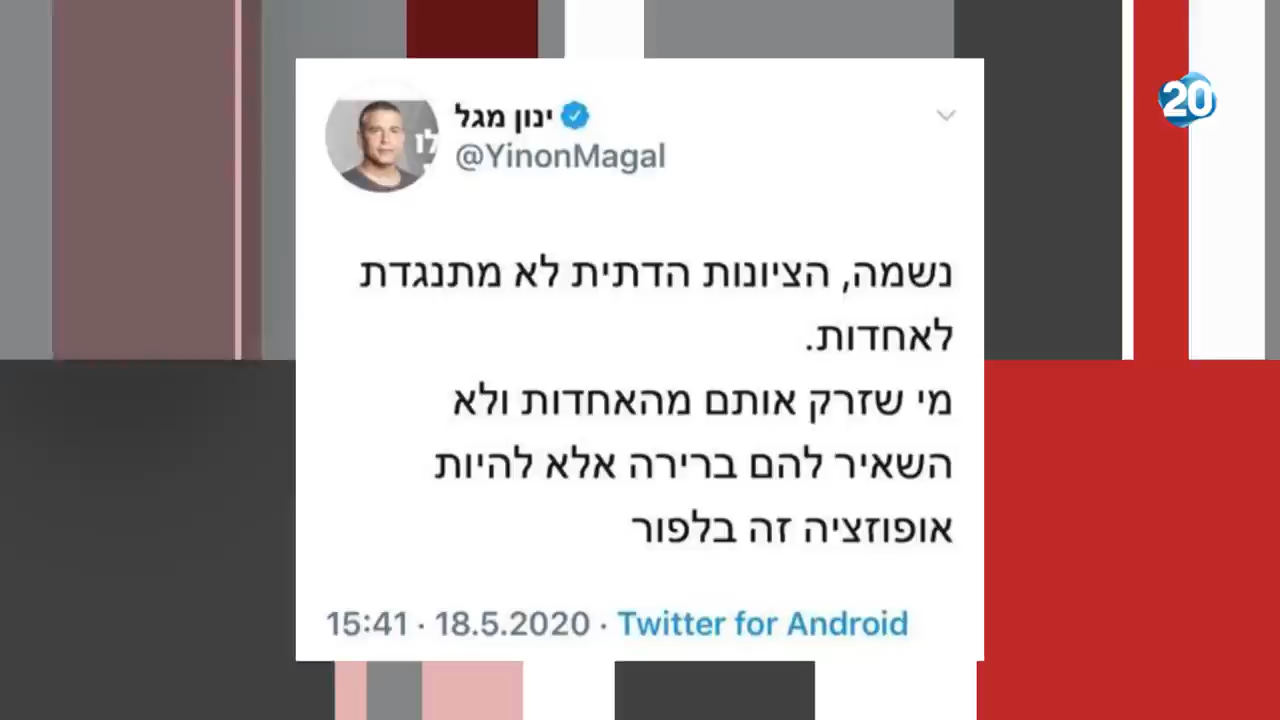 20
ינון מגל
@YinonMagal
נשמה, הציונות הדתית לא מתנגדת
לאחדות.
מי שזרק אותם מהאחדות ולא
השאיר להם ברירה אלא להיות
אופוזציה זה בלפור
15:41 · 18.5.2020 · Twitter for Android